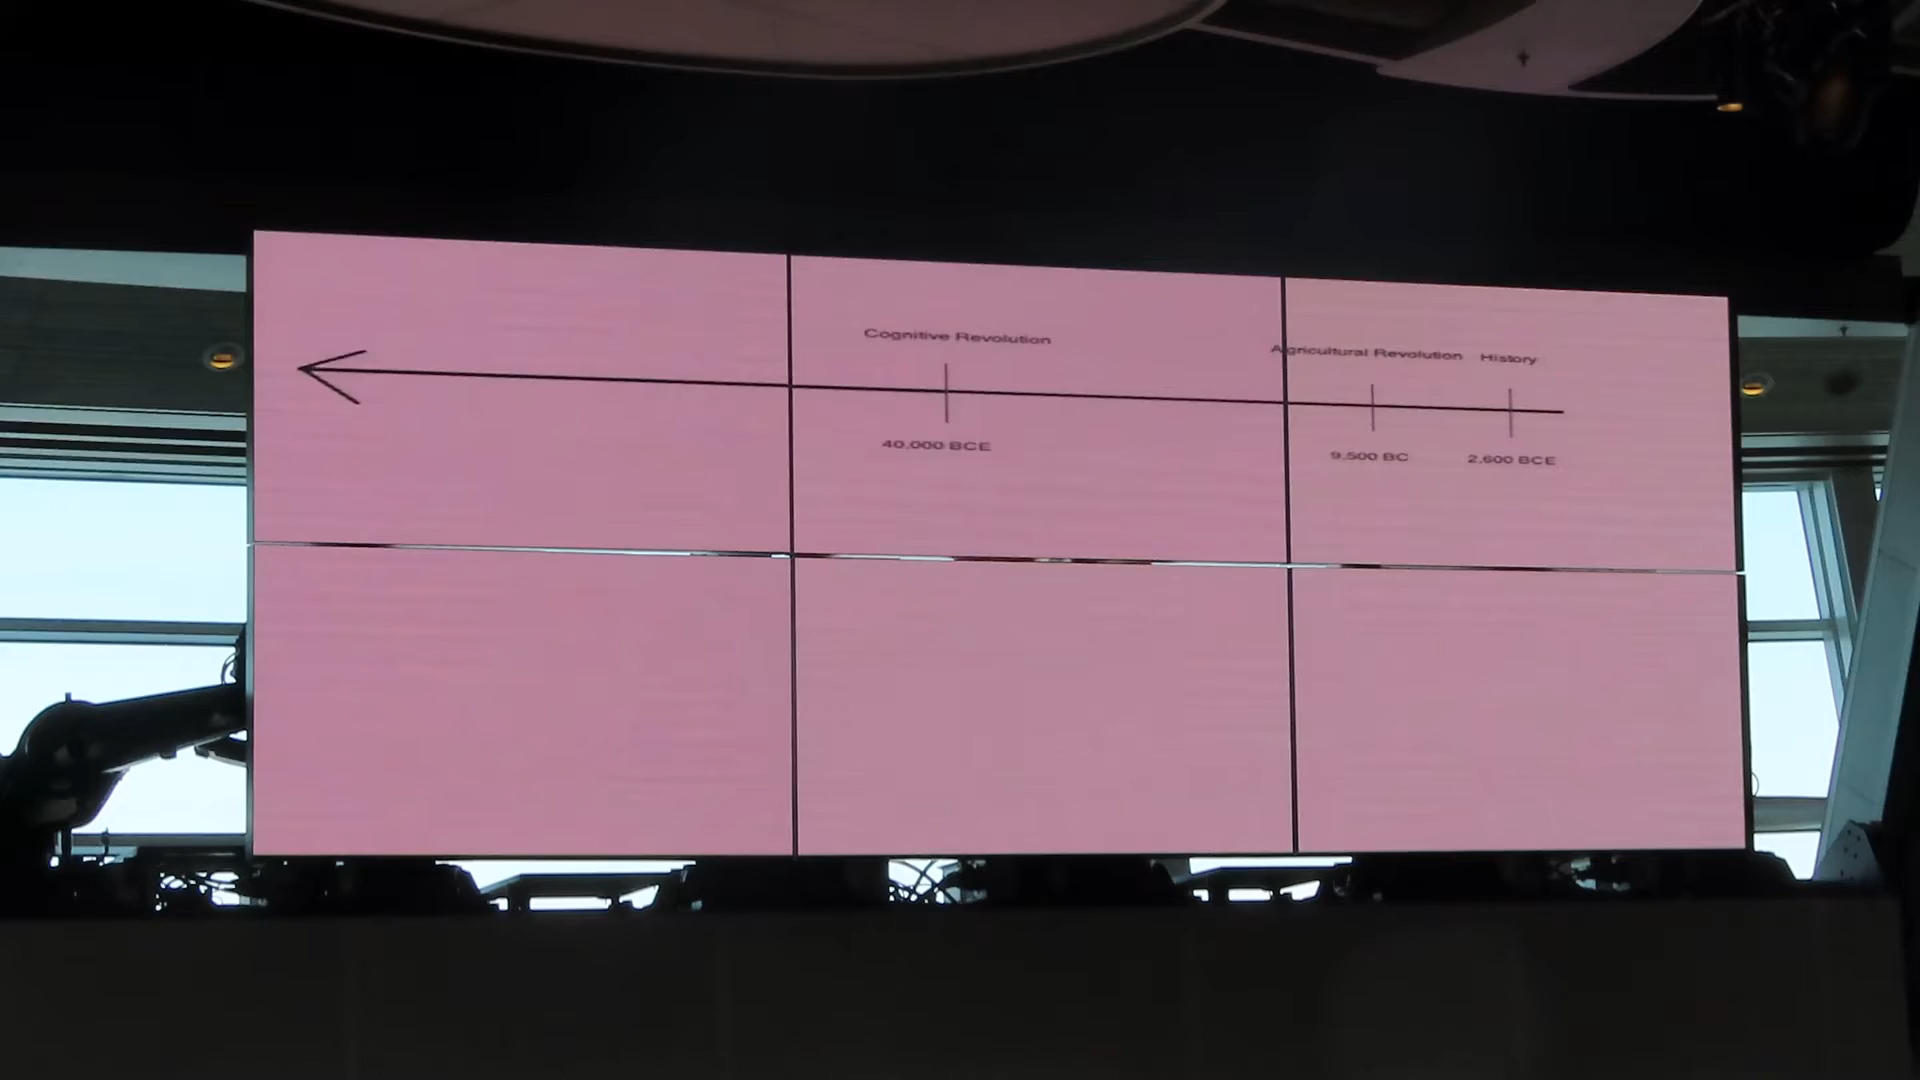 Cognitive Revolution
Agricultural Revolution
History
40,000 BCE
9,500 BC
2,600 BCE